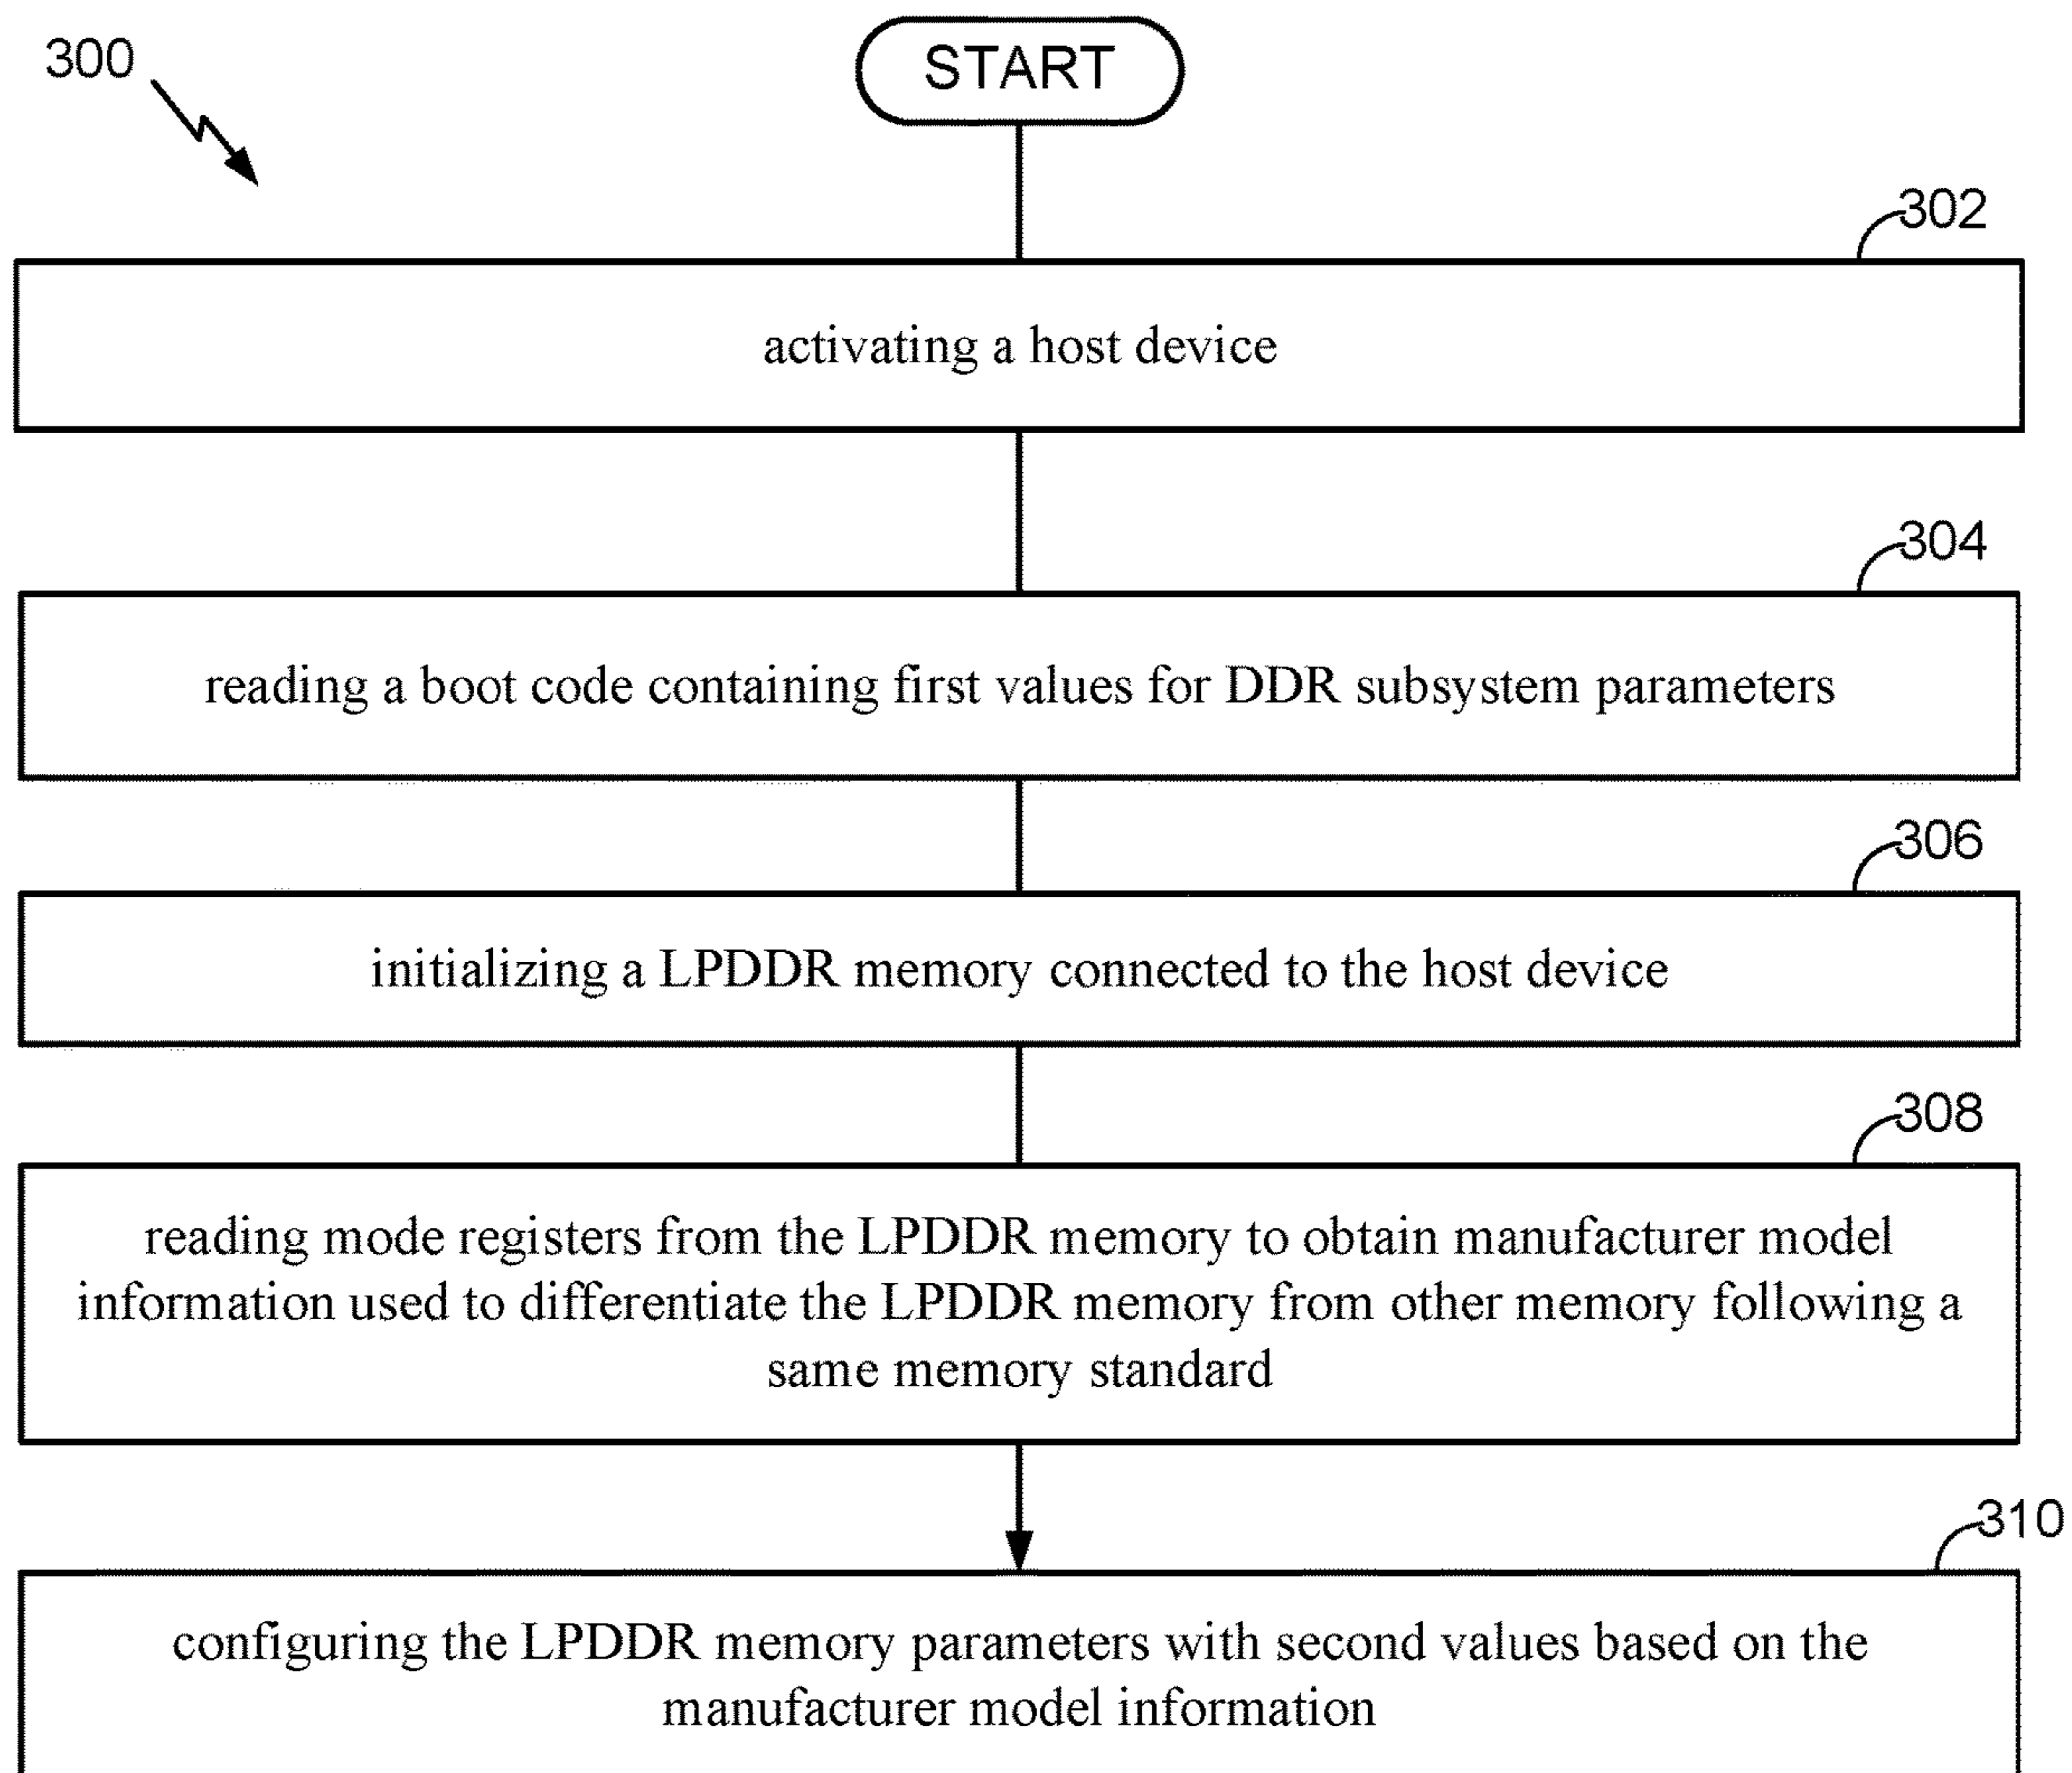 300
START
302
activating a host device
304
reading a boot code containing first values for DDR subsystem parameters
306
initializing a LPDDR memory connected to the host device
308
reading mode registers from the LPDDR memory to obtain manufacturer model
information used to differentiate the LPDDR memory from other memory following a
same memory standard
310
configuring the LPDDR memory parameters with second values based on the
manufacturer model information